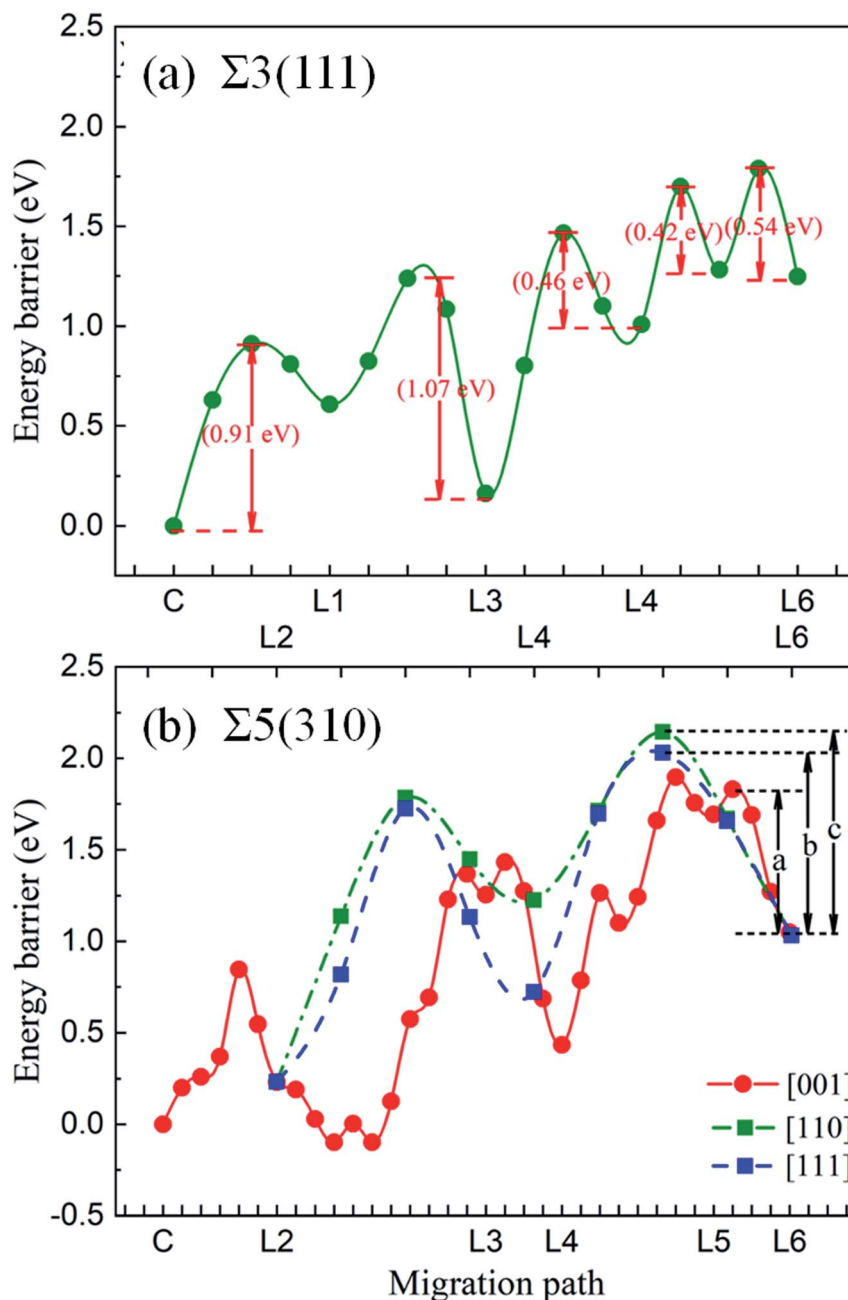 2.5
(a) Σ3(111)
2.0
1.5
1.0
0.5
0.0
Energy barrier (eV)
(0.91 eV)
(1.07 eV)
(0.46 eV)
(0.42 eV)
(0.54 eV)
C L1 L3 L4 L6
L2 L4 L6
2.5
(b) Σ5(310)
2.0
1.5
1.0
0.5
0.0
-0.5
Energy barrier (eV)
a
b
c
[001]
[110]
[111]
C L2 L3 L4 L5 L6
Migration path